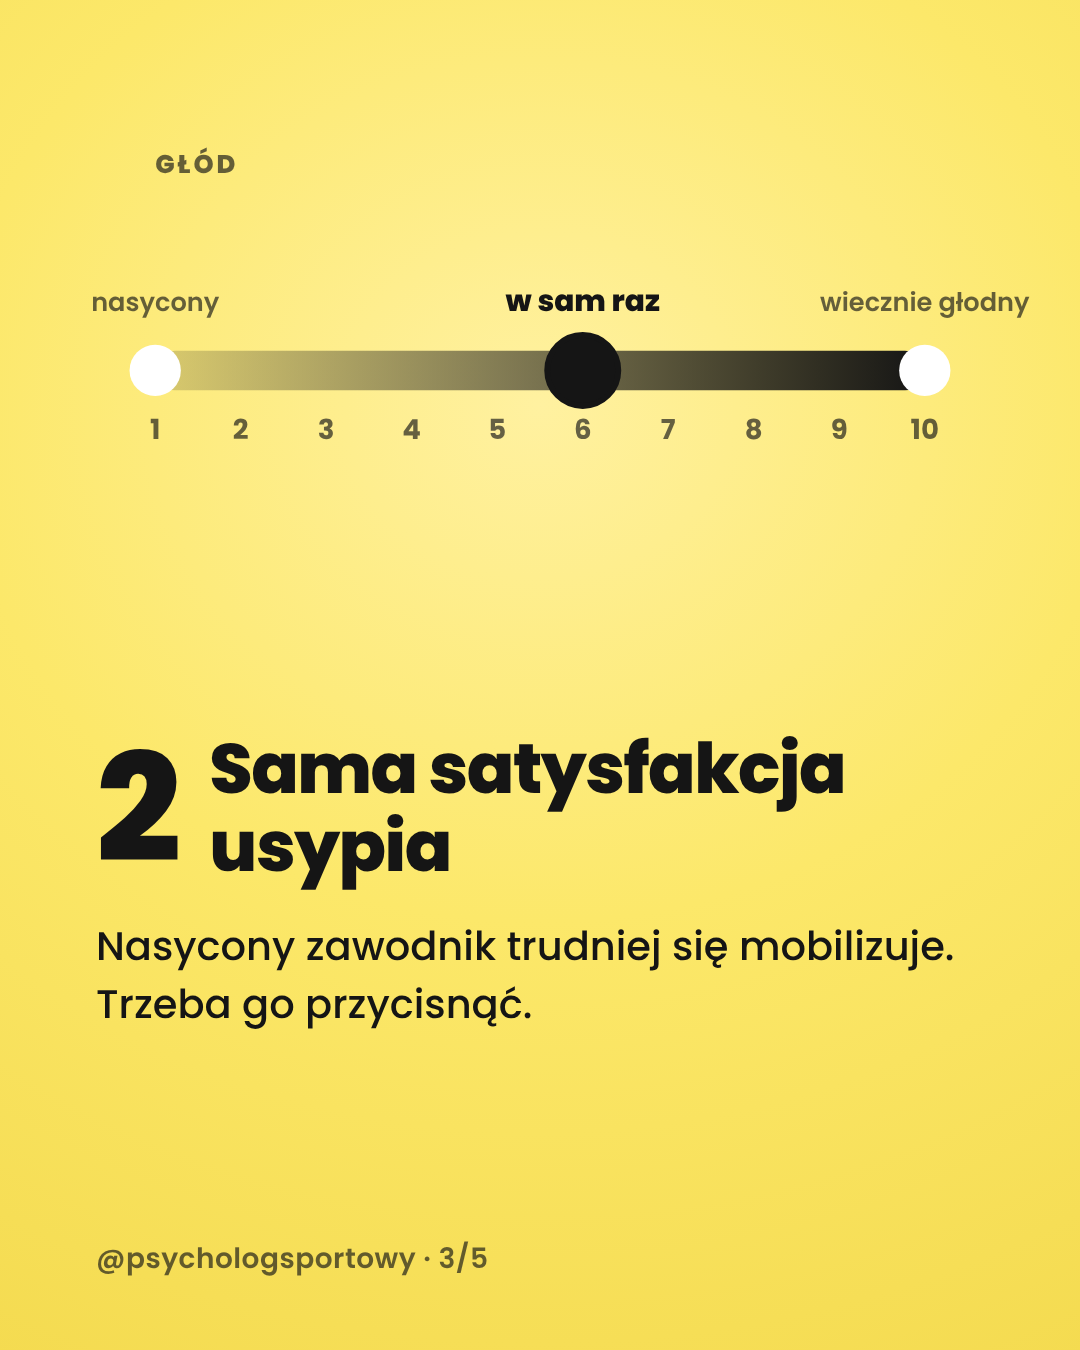 GŁÓD
nasycony w sam raz wiecznie głodny
1 2 3 4 5 6 7 8 9 10
2 Sama satysfakcja
usypia
Nasycony zawodnik trudniej się mobilizuje.
Trzeba go przycisnąć.
@psychologsportowy · 3/5